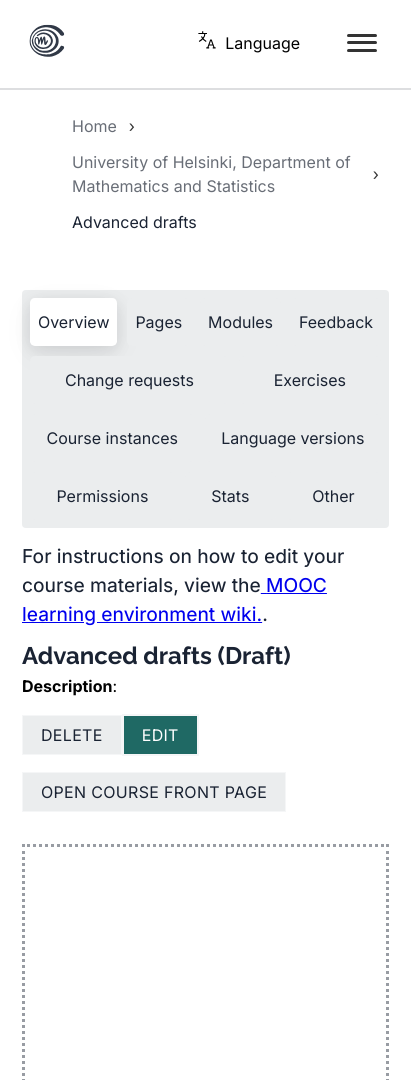 Language
Home ›
University of Helsinki, Department of
Mathematics and Statistics ›
Advanced drafts
Overview Pages Modules Feedback
Change requests Exercises
Course instances Language versions
Permissions Stats Other
For instructions on how to edit your
course materials, view the MOOC
learning environment wiki..
Advanced drafts (Draft)
Description:
DELETE EDIT
OPEN COURSE FRONT PAGE